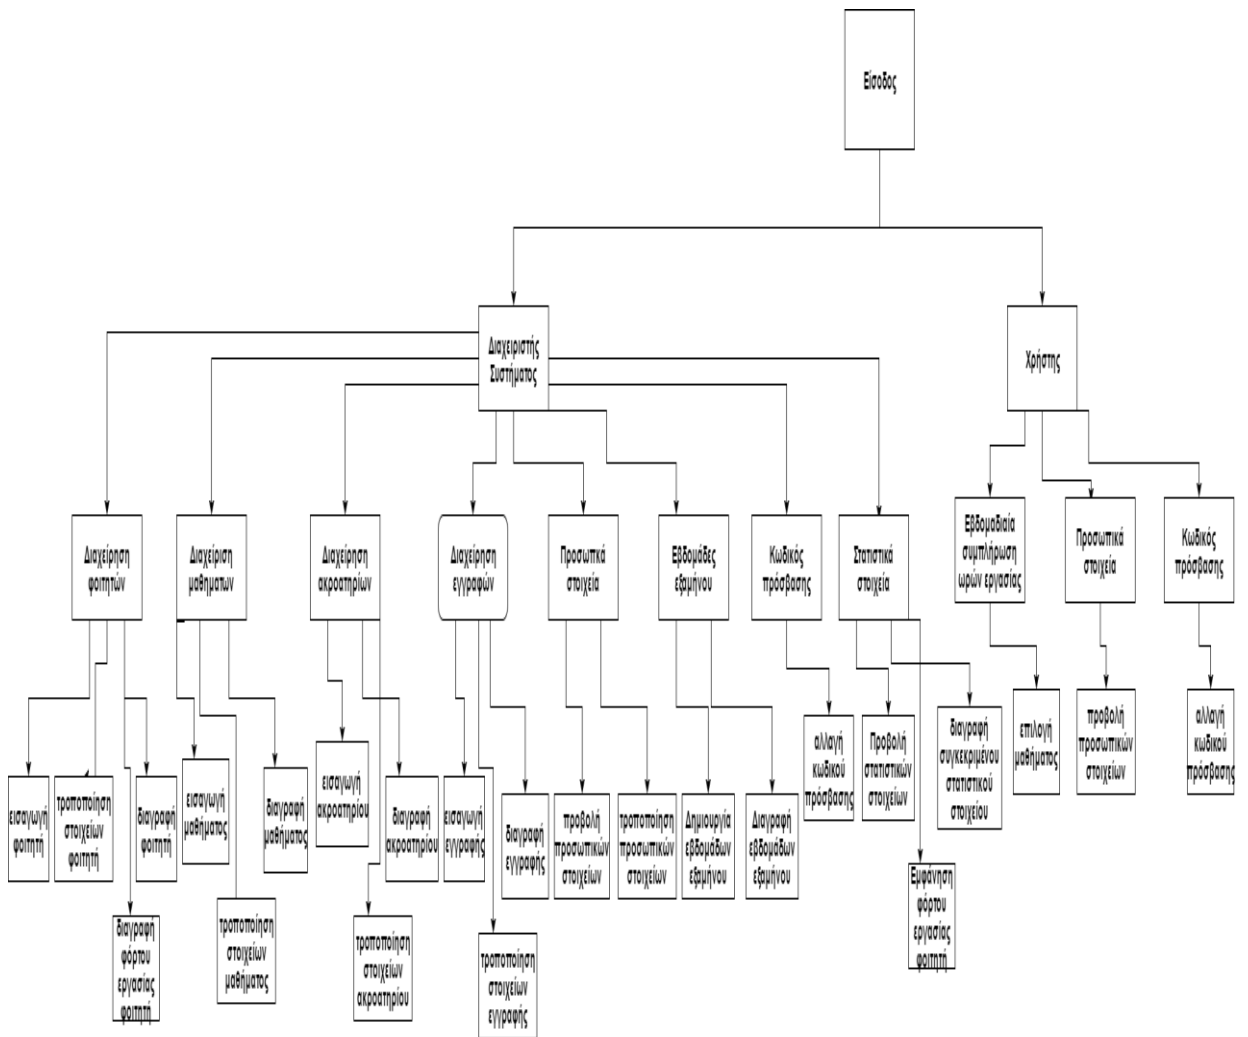 Είσοδος
Διαχειριστής
Συστήματος
Χρήστης
Διαχείρηση
φοιτητών
Διαχείριση
μαθηματων
Διαχείρηση
ακροατηρίων
Διαχείρηση
εγγραφών
Προσωπκά
στοιχεία
Εβδομάδες
εξαμήνου
Κωδικός
πρόσβασης
Στατιστικά
στοιχεία
Εβδομαδιαία
συμπλήρωση
ωρών εργασίας
Προσωπικά
στοιχεία
Κωδικός
πρόσβασης
εισαγωγή
φοιτητή
τροποποίηση
στοιχείων
φοιτητή
διαγραφή
φοιτητή
εισαγωγή
μαθήματος
διαγραφή
μαθήματος
εισαγωγή
ακροατηρίου
διαγραφή
ακροατηρίου
εισαγωγή
εγγραφής
διαγραφή
εγγραφής
προβολή
προσωπικών
στοιχείων
τροποποίηση
προσωπικών
στοιχείων
Δημιουργία
εβδομάδων
εξαμήνου
Διαγραφή
εβδομάδων
εξαμήνου
αλλαγή
κωδικού
πρόσβασης
Προβολή
στατιστικών
στοιχείων
διαγραφή
συγκεκριμένου
στατιστικού
στοιχείου
επιλογή
μαθήματος
προβολή
προσωπικών
στοιχείων
αλλαγή
κωδικού
πρόσβασης
διαγραφή
φόρτου
εργασίας
φοιτητή
τροποποίηση
στοιχείων
μαθήματος
τροποποίηση
στοιχείων
ακροατηρίου
τροποποίηση
στοιχείων
εγγραφής
Εμφάνηση
φόρτου
εργασίας
φοιτητή